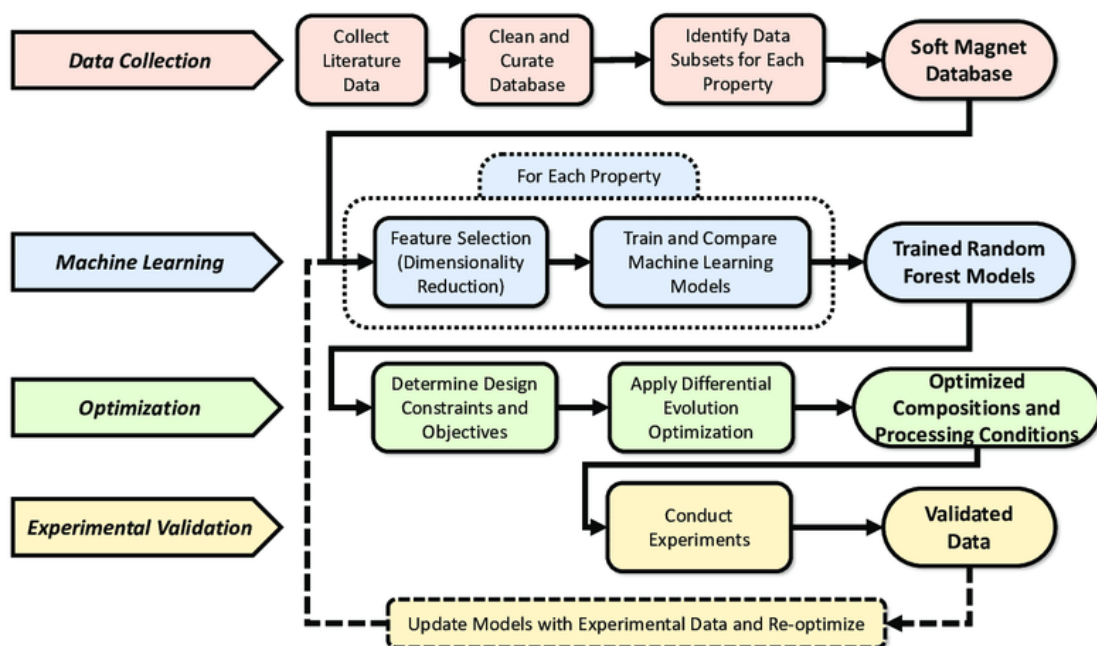 Data Collection
Collect
Literature
Data
Clean and
Curate
Database
Identify Data
Subsets for Each
Property
Soft Magnet
Database
For Each Property
Machine Learning
Feature Selection
(Dimensionality
Reduction)
Train and Compare
Machine Learning
Models
Trained Random
Forest Models
Optimization
Determine Design
Constraints and
Objectives
Apply Differential
Evolution
Optimization
Optimized
Compositions and
Processing Conditions
Experimental Validation
Conduct
Experiments
Validated
Data
Update Models with Experimental Data and Re-optimize